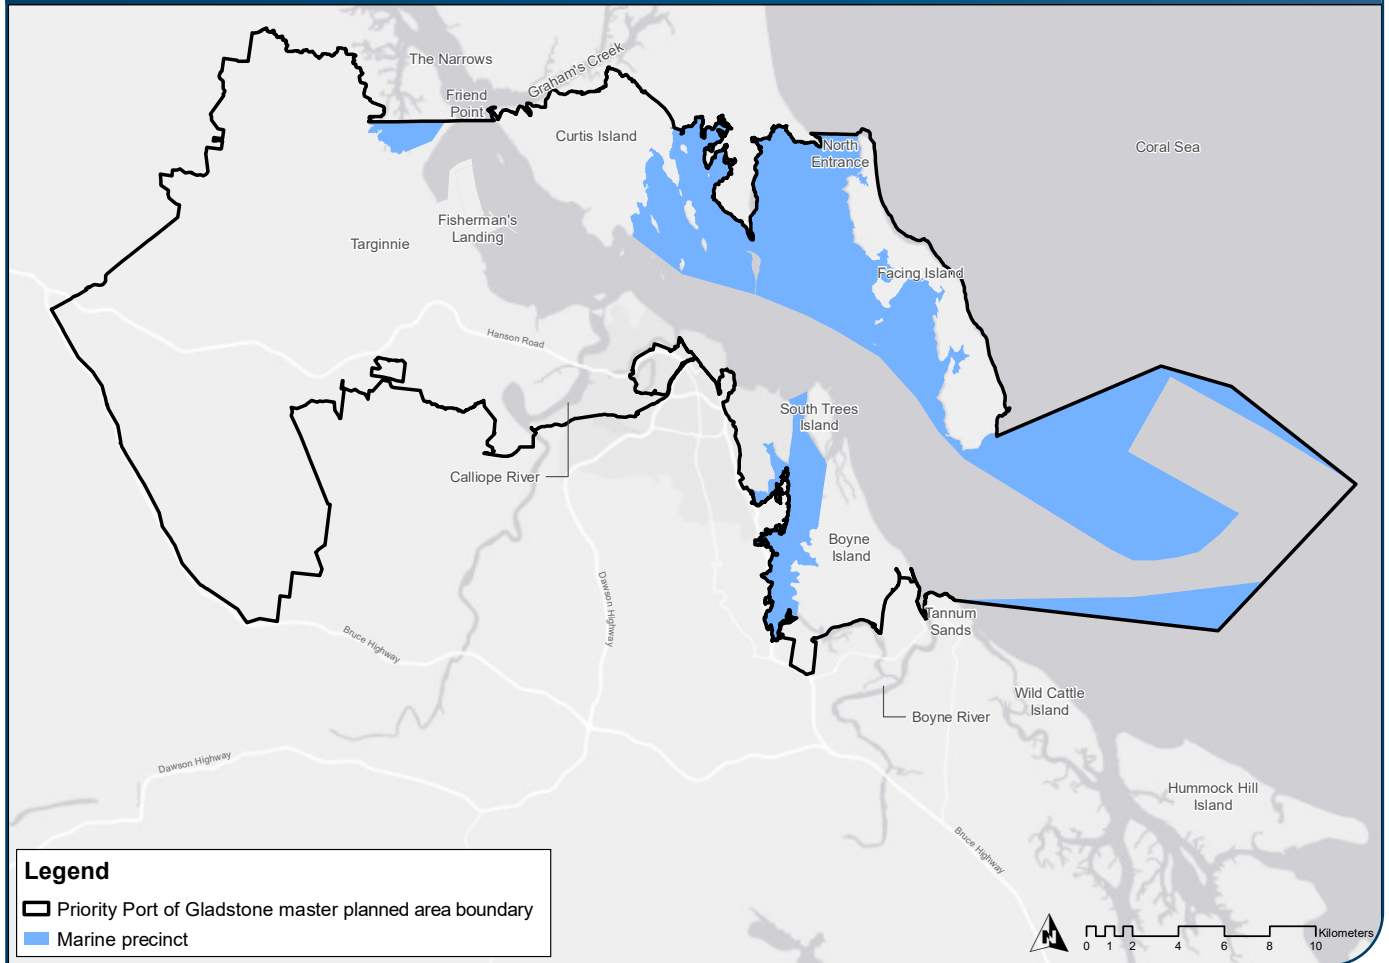 The Narrows
Graham's Creek
Friend
Point
Curtis Island
North
Entrance
Coral Sea
Fisherman's
Landing
Targinnie
Facing Island
Hanson Road
South Trees
Island
Calliope River
Boyne
Island
Dawson Highway
Tannum
Sands
Bruce Highway
Wild Cattle
Island
Boyne River
Dawson Highway
Hummock Hill
Island
Bruce Highway
Legend
Priority Port of Gladstone master planned area boundary
Marine precinct
N
Kilometers
0 1 2 4 6 8 10